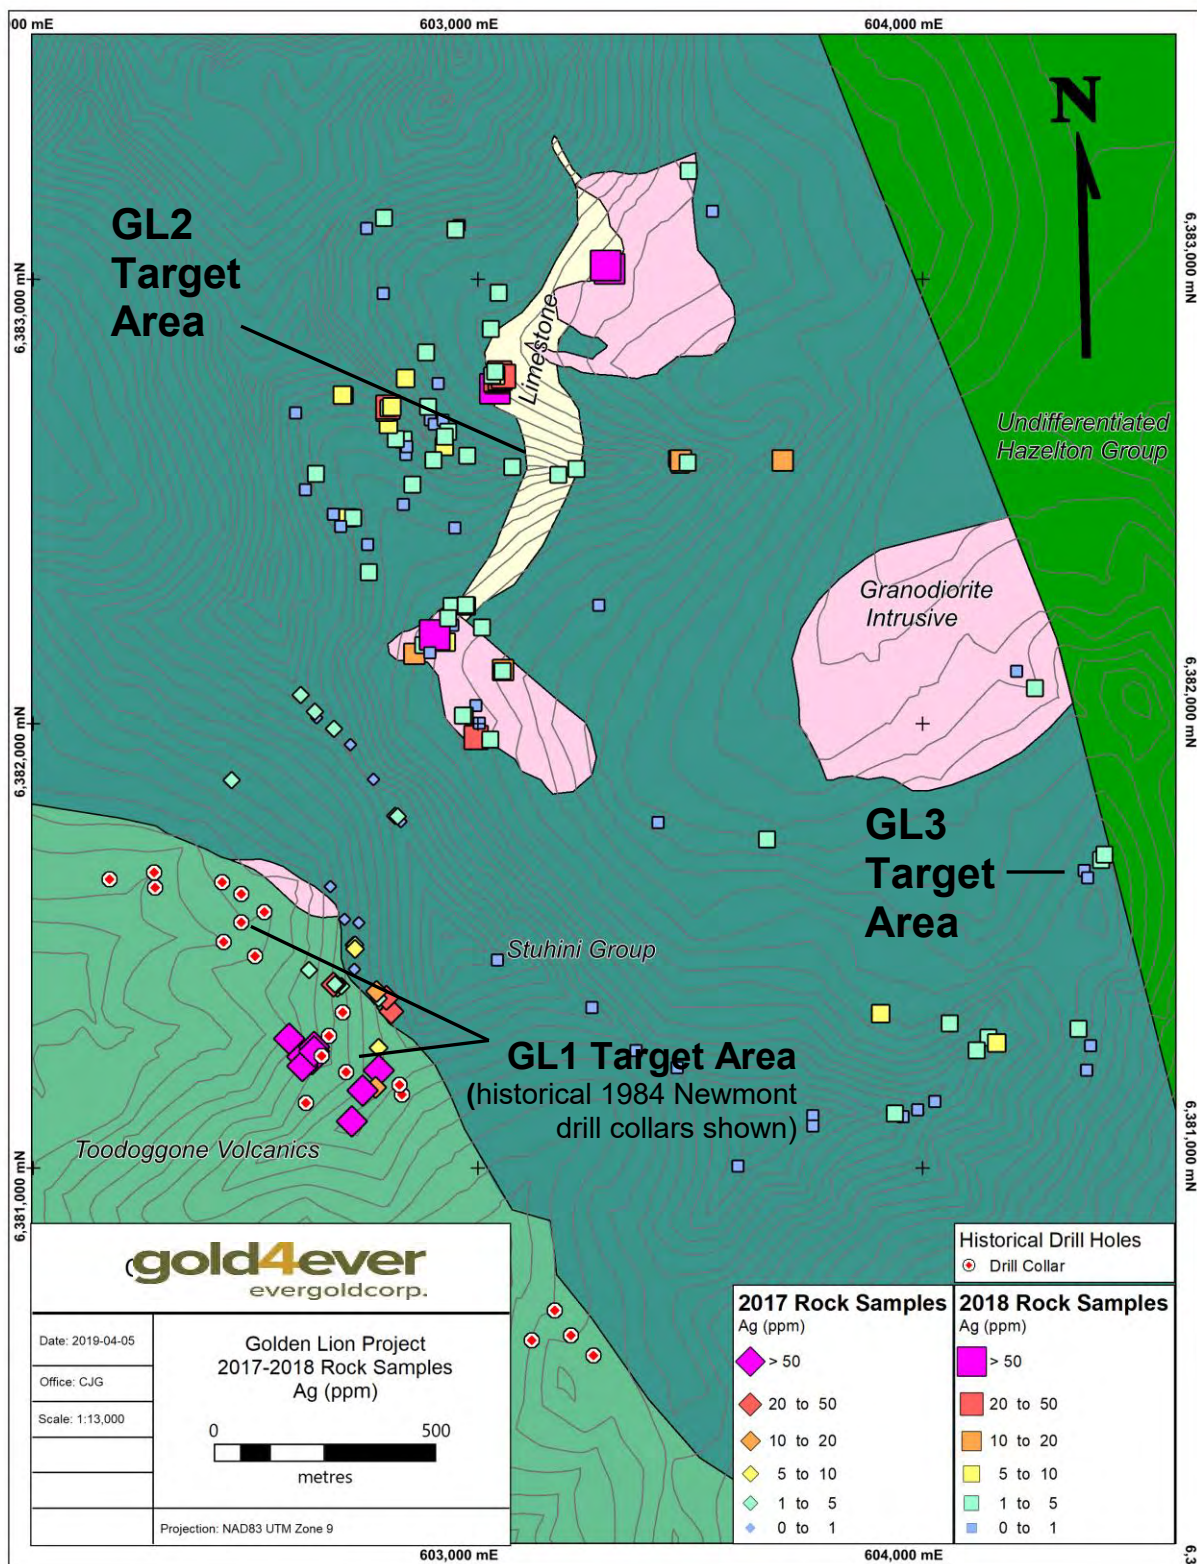 00 mE
603,000 mE
604,000 mE
N
6,383,000 mN
6,383,000 mN
GL2
Target
Area
Limestone
Undifferentiated
Hazelton Group
Granodiorite
Intrusive
6,382,000 mN
6,382,000 mN
GL3
Target
Area
Stuhini Group
GL1 Target Area
(historical 1984 Newmont
drill collars shown)
Toodoggone Volcanics
6,381,000 mN
6,381,000 mN
gold4ever
evergoldcorp.
Date: 2019-04-05
Office: CJG
Scale: 1:13,000
Golden Lion Project
2017-2018 Rock Samples
Ag (ppm)
0 500
metres
Projection: NAD83 UTM Zone 9
Historical Drill Holes
Drill Collar
2017 Rock Samples
Ag (ppm)
> 50
20 to 50
10 to 20
5 to 10
1 to 5
0 to 1
2018 Rock Samples
Ag (ppm)
> 50
20 to 50
10 to 20
5 to 10
1 to 5
0 to 1
603,000 mE
604,000 mE